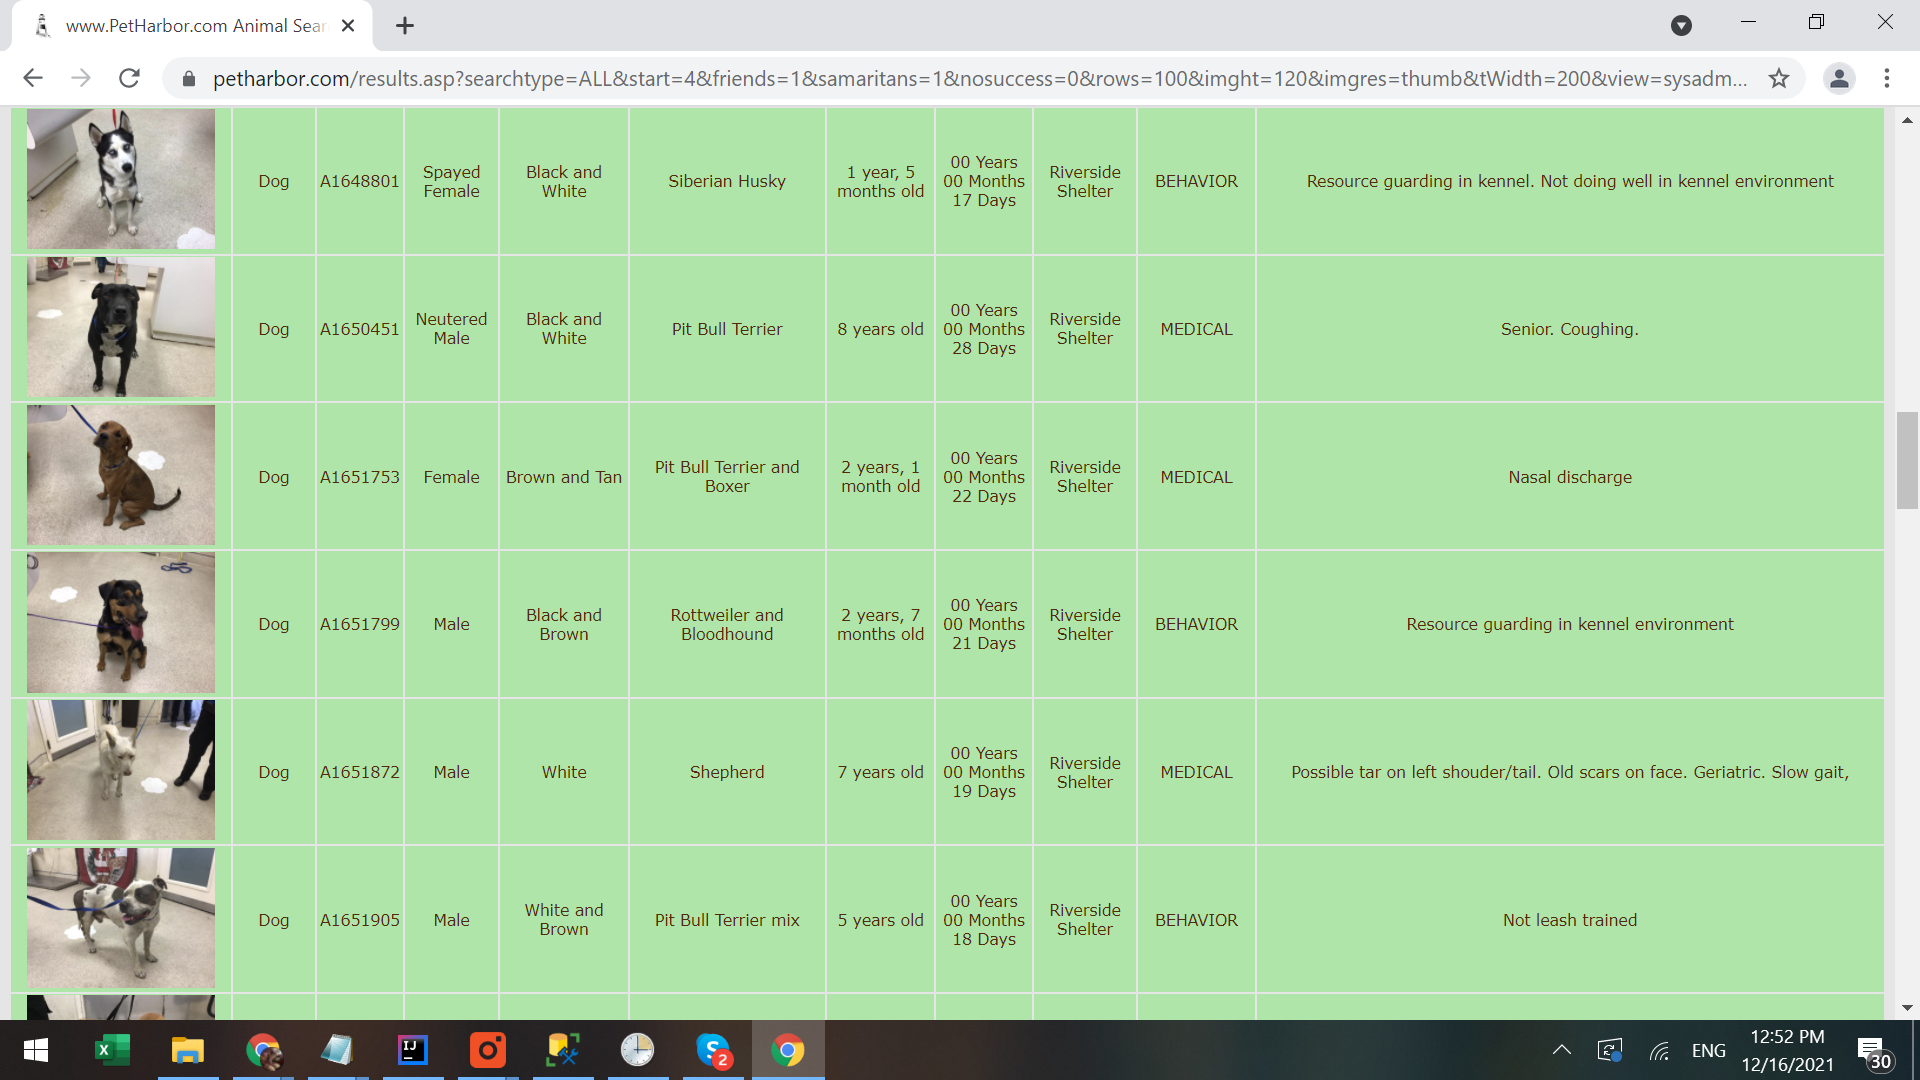 www.PetHarbor.com Animal Sear
petharbor.com/results.asp?searchtype=ALL&start=4&friends=1&samaritans=1&nosuccess=0&rows=100&imght=120&imgres=thumb&tWidth=200&view=sysadm...
Dog
A1648801
Spayed
Female
Black and
White
Siberian Husky
1 year, 5
months old
00 Years
00 Months
17 Days
Riverside
Shelter
BEHAVIOR
Resource guarding in kennel. Not doing well in kennel environment
Dog
A1650451
Neutered
Male
Black and
White
Pit Bull Terrier
8 years old
00 Years
00 Months
28 Days
Riverside
Shelter
MEDICAL
Senior. Coughing.
Dog
A1651753
Female
Brown and Tan
Pit Bull Terrier and
Boxer
2 years, 1
month old
00 Years
00 Months
22 Days
Riverside
Shelter
MEDICAL
Nasal discharge
Dog
A1651799
Male
Black and
Brown
Rottweiler and
Bloodhound
2 years, 7
months old
00 Years
00 Months
21 Days
Riverside
Shelter
BEHAVIOR
Resource guarding in kennel environment
Dog
A1651872
Male
White
Shepherd
7 years old
00 Years
00 Months
19 Days
Riverside
Shelter
MEDICAL
Possible tar on left shouder/tail. Old scars on face. Geriatric. Slow gait,
Dog
A1651905
Male
White and
Brown
Pit Bull Terrier mix
5 years old
00 Years
00 Months
18 Days
Riverside
Shelter
BEHAVIOR
Not leash trained
X
IJ
S
2
ENG
12:52 PM
12/16/2021
30